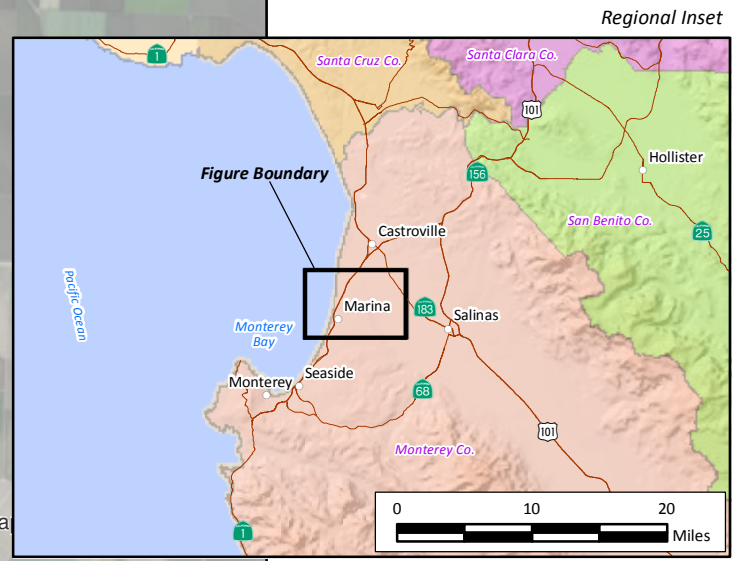 Regional Inset
1
Santa Cruz Co.
Santa Clara Co.
101
Hollister
156
Figure Boundary
San Benito Co.
25
Castroville
Pacific Ocean
Marina
183
Salinas
Monterey
Bay
Seaside
Monterey
68
101
Monterey Co.
0 10 20
Miles
1